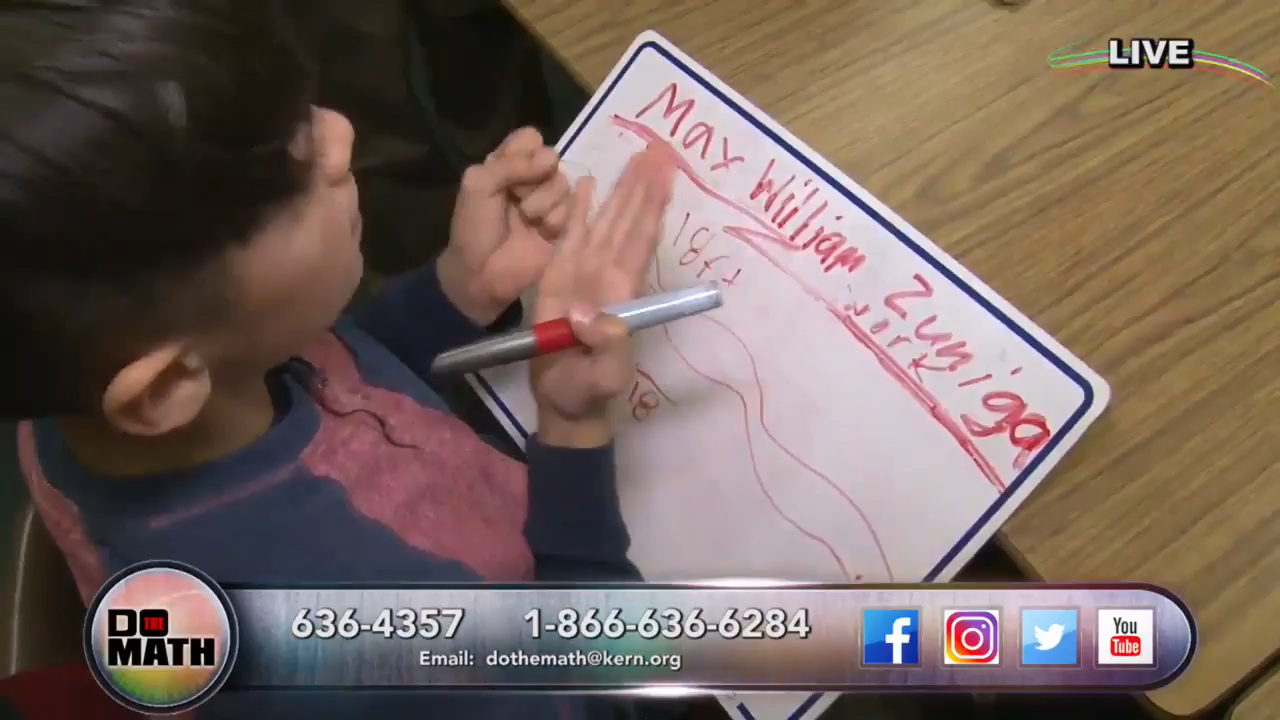 LIVE
Max William Zuniga
work
18ft
18
DO THE MATH
636-4357 1-866-636-6284
Email: dothemath@kern.org
You Tube